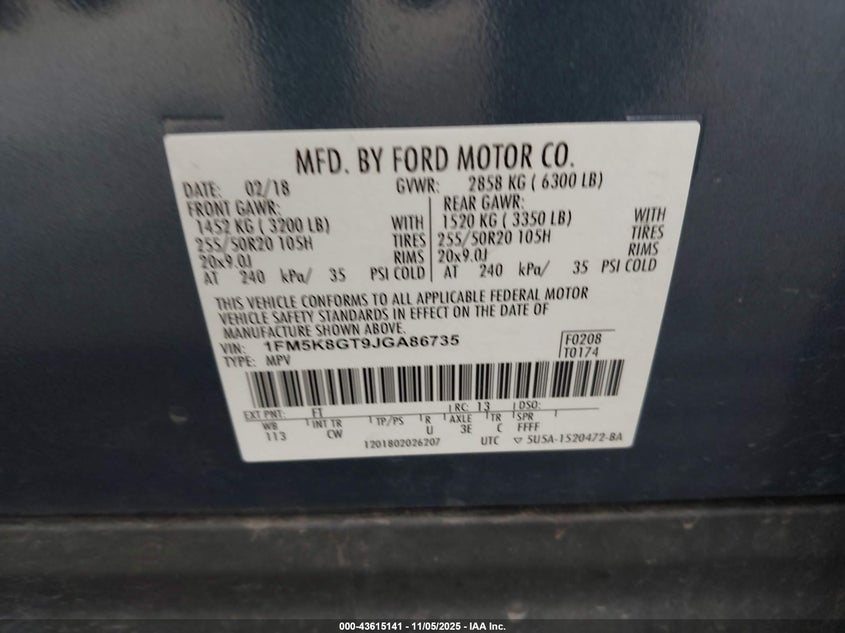 MFD. BY FORD MOTOR CO.
DATE: 02/18 GVWR: 2858 KG ( 6300 LB)
FRONT GAWR: REAR GAWR:
1452 KG ( 3200 LB) WITH 1520 KG ( 3350 LB) WITH
255/50R20 105H TIRES 255/50R20 105H TIRES
20x9.0J RIMS 20x9.0J RIMS
AT 240 kPa/ 35 PSI COLD AT 240 kPa/ 35 PSI COLD
THIS VEHICLE CONFORMS TO ALL APPLICABLE FEDERAL MOTOR
VEHICLE SAFETY STANDARDS IN EFFECT ON THE DATE OF
MANUFACTURE SHOWN ABOVE.
VIN: 1FM5K8GT9JGA86735 F0208
TYPE: MPV T0174
EXT PNT: FT RC: 13 DSO:
WB INT TR TP/PS R AXLE TR SPR
113 CW U 3E C FFFF
1201802026207 UTC ▽ 5U5A-1520472-BA
000-43615141 - 11/05/2025 - IAA Inc.